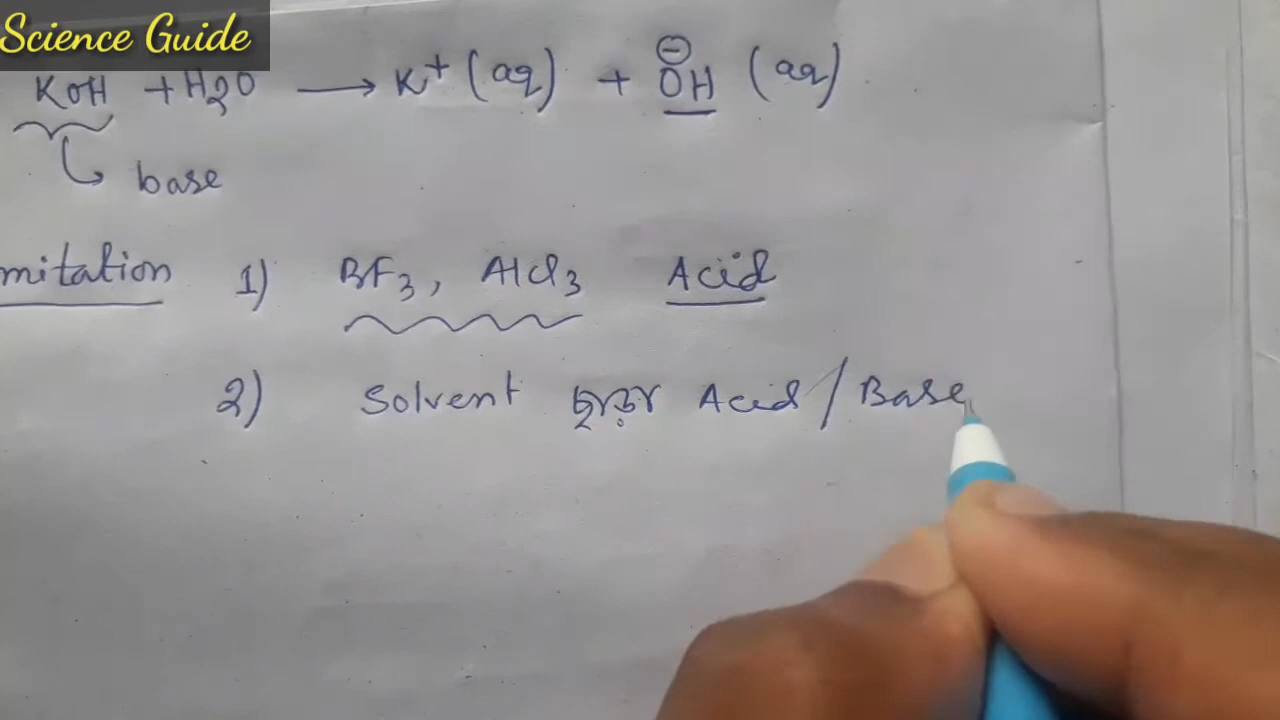 Science Guide
KOH + H2O ⟶ K+ (aq) + ⊖OH (aq)
base
mitation 1) BF3, AlCl3 Acid
2) Solvent ছাড়া Acid / Base